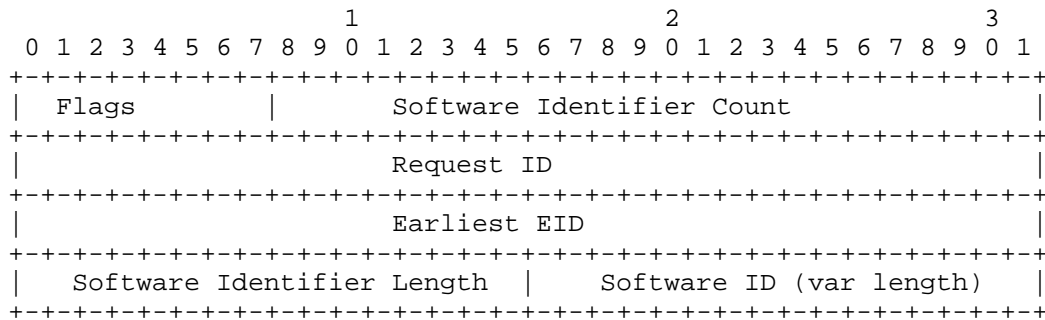 1                   2                   3
 0 1 2 3 4 5 6 7 8 9 0 1 2 3 4 5 6 7 8 9 0 1 2 3 4 5 6 7 8 9 0 1
+-+-+-+-+-+-+-+-+-+-+-+-+-+-+-+-+-+-+-+-+-+-+-+-+-+-+-+-+-+-+-+-+
|  Flags        |       Software Identifier Count               |
+-+-+-+-+-+-+-+-+-+-+-+-+-+-+-+-+-+-+-+-+-+-+-+-+-+-+-+-+-+-+-+-+
|                       Request ID                              |
+-+-+-+-+-+-+-+-+-+-+-+-+-+-+-+-+-+-+-+-+-+-+-+-+-+-+-+-+-+-+-+-+
|                       Earliest EID                            |
+-+-+-+-+-+-+-+-+-+-+-+-+-+-+-+-+-+-+-+-+-+-+-+-+-+-+-+-+-+-+-+-+
|   Software Identifier Length  |    Software ID (var length)   |
+-+-+-+-+-+-+-+-+-+-+-+-+-+-+-+-+-+-+-+-+-+-+-+-+-+-+-+-+-+-+-+-+